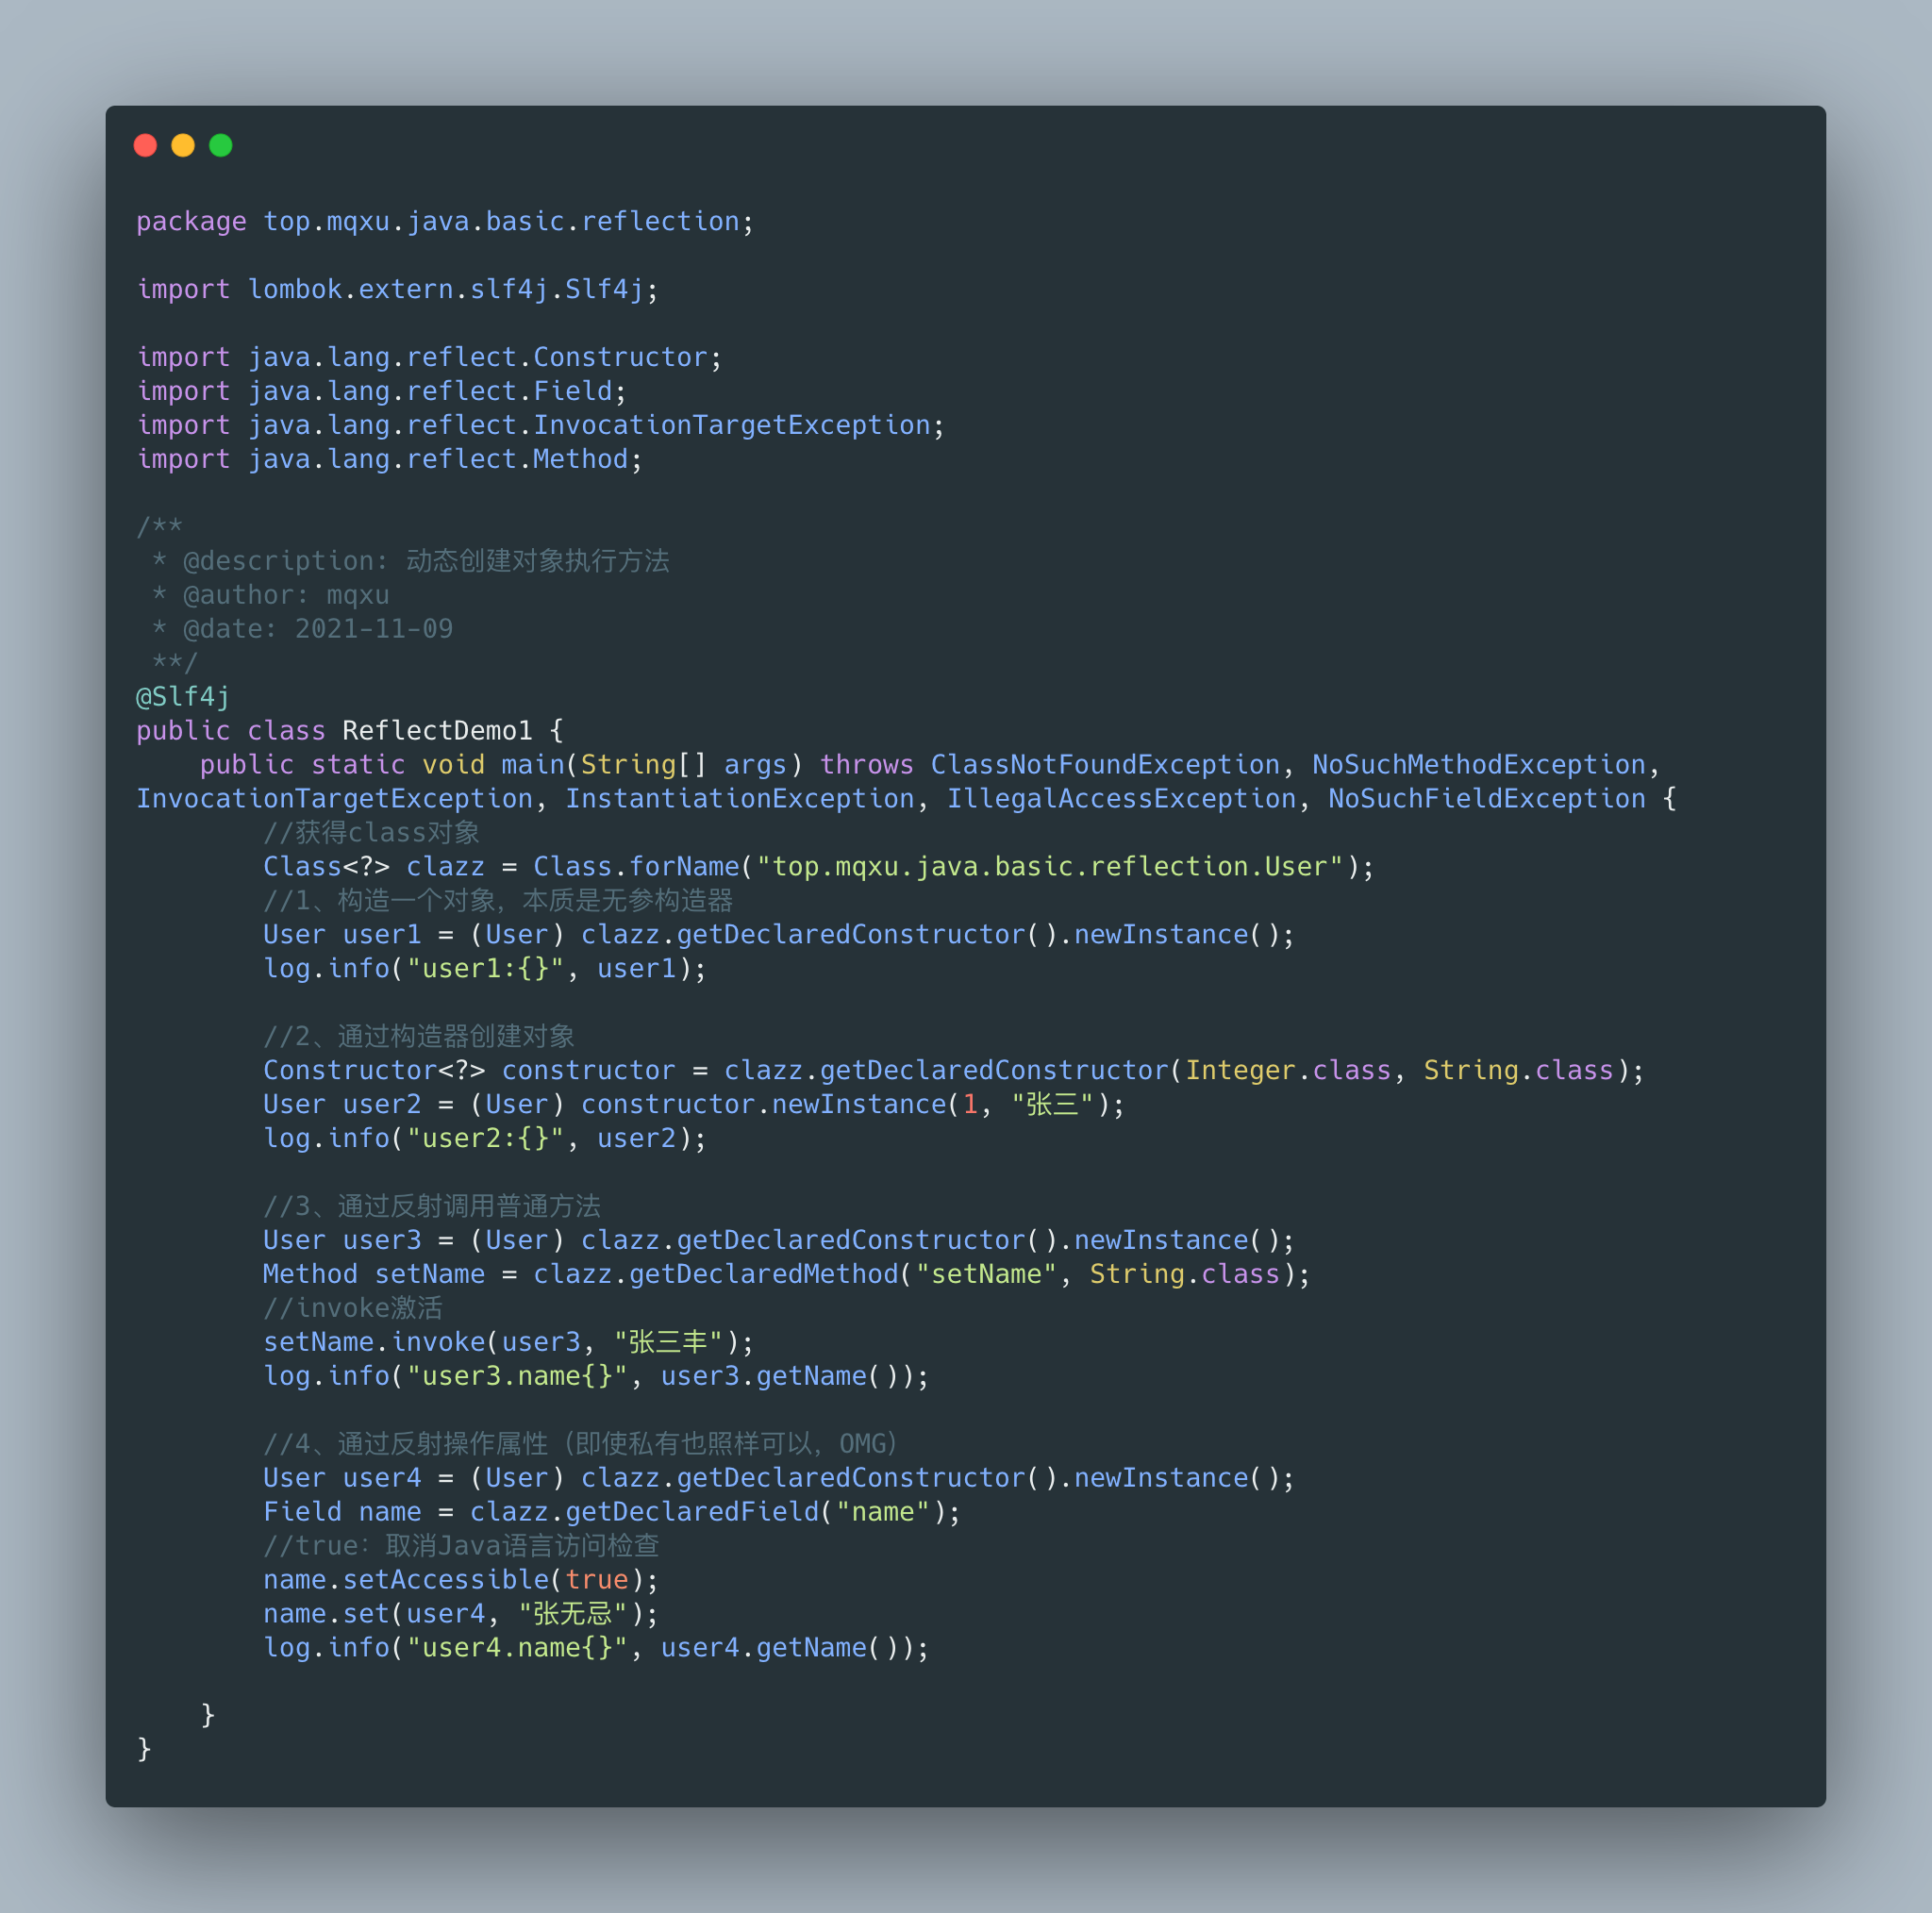 package top.mqxu.java.basic.reflection;
import lombok.extern.slf4j.Slf4j;
import java.lang.reflect.Constructor;
import java.lang.reflect.Field;
import java.lang.reflect.InvocationTargetException;
import java.lang.reflect.Method;
/**
 * @description: 动态创建对象执行方法
 * @author: mqxu
 * @date: 2021-11-09
 **/
@Slf4j
public class ReflectDemo1 {
    public static void main(String[] args) throws ClassNotFoundException, NoSuchMethodException,
InvocationTargetException, InstantiationException, IllegalAccessException, NoSuchFieldException {
        //获得class对象
        Class<?> clazz = Class.forName("top.mqxu.java.basic.reflection.User");
        //1、构造一个对象，本质是无参构造器
        User user1 = (User) clazz.getDeclaredConstructor().newInstance();
        log.info("user1:{}", user1);
        //2、通过构造器创建对象
        Constructor<?> constructor = clazz.getDeclaredConstructor(Integer.class, String.class);
        User user2 = (User) constructor.newInstance(1, "张三");
        log.info("user2:{}", user2);
        //3、通过反射调用普通方法
        User user3 = (User) clazz.getDeclaredConstructor().newInstance();
        Method setName = clazz.getDeclaredMethod("setName", String.class);
        //invoke激活
        setName.invoke(user3, "张三丰");
        log.info("user3.name{}", user3.getName());
        //4、通过反射操作属性（即使私有也照样可以，OMG）
        User user4 = (User) clazz.getDeclaredConstructor().newInstance();
        Field name = clazz.getDeclaredField("name");
        //true：取消Java语言访问检查
        name.setAccessible(true);
        name.set(user4, "张无忌");
        log.info("user4.name{}", user4.getName());
    }
}